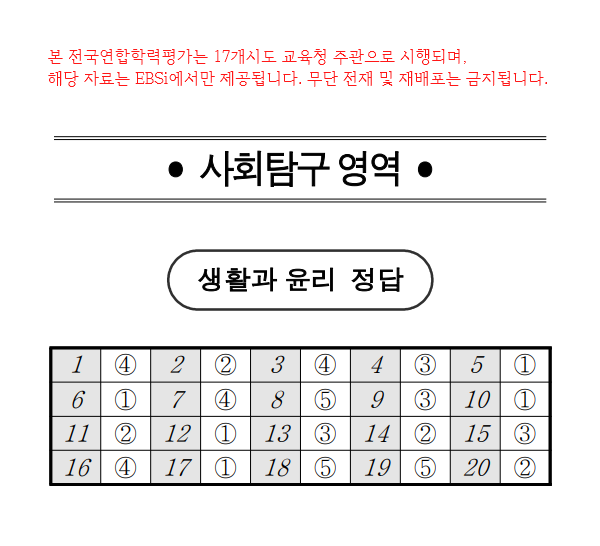 본 전국연합학력평가는 17개시도 교육청 주관으로 시행되며,
해당 자료는 EBSi에서만 제공됩니다. 무단 전재 및 재배포는 금지됩니다.
● 사회탐구 영역 ●
생활과 윤리 정답
1 ④ 2 ② 3 ④ 4 ③ 5 ①
6 ① 7 ④ 8 ⑤ 9 ③ 10 ①
11 ② 12 ① 13 ③ 14 ② 15 ③
16 ④ 17 ① 18 ⑤ 19 ⑤ 20 ②